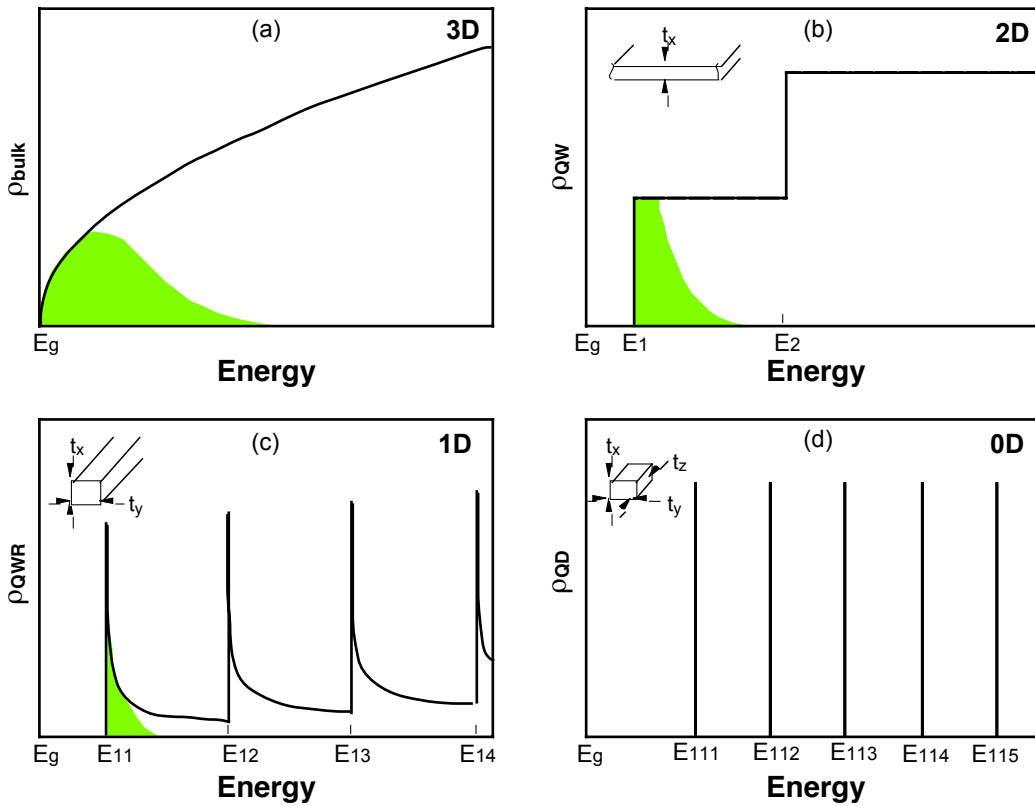 (a) 3D
ρbulk
Eg
Energy
(b) 2D
tx
ρQW
Eg E1 E2
Energy
(c) 1D
tx
ty
ρQWR
Eg E11 E12 E13 E14
Energy
(d) 0D
tx
tz
ty
ρQD
Eg E111 E112 E113 E114 E115
Energy